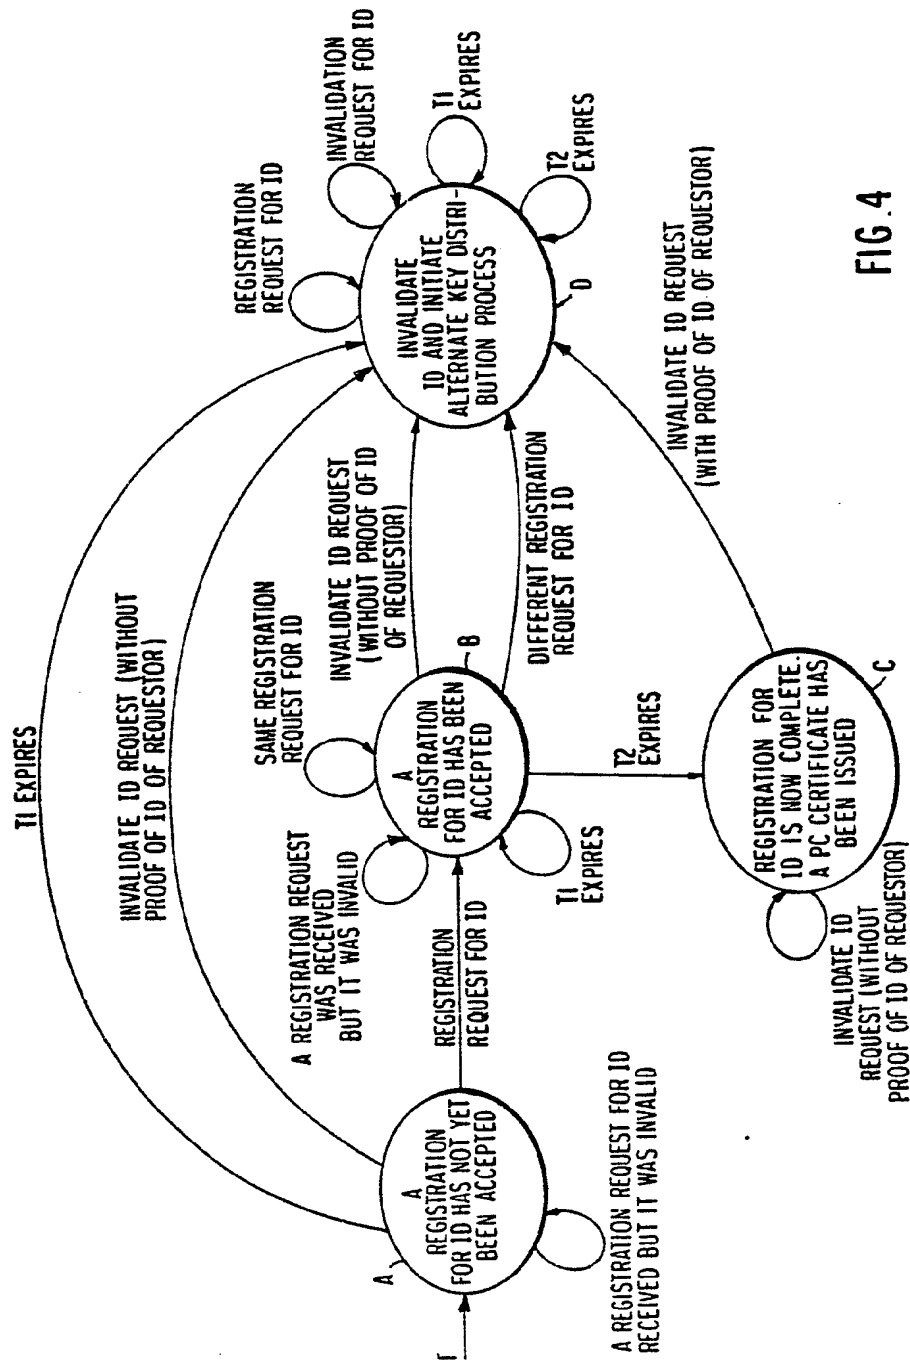 T1 EXPIRES
INVALIDATE ID REQUEST (WITHOUT
PROOF OF ID OF REQUESTOR)
REGISTRATION
REQUEST FOR ID
INVALIDATION
REQUEST FOR ID
T1
EXPIRES
T2
EXPIRES
SAME REGISTRATION
REQUEST FOR ID
INVALIDATE ID REQUEST
(WITHOUT PROOF OF ID
OF REQUESTOR)
INVALIDATE
ID AND INITIATE
ALTERNATE KEY DISTRI-
BUTION PROCESS
D
A REGISTRATION REQUEST
WAS RECEIVED
BUT IT WAS INVALID
A
REGISTRATION
FOR ID HAS BEEN
ACCEPTED
B
DIFFERENT REGISTRATION
REQUEST FOR ID
A
A
REGISTRATION
FOR ID HAS NOT YET
BEEN ACCEPTED
REGISTRATION
REQUEST FOR ID
T1
EXPIRES
T2
EXPIRES
INVALIDATE ID REQUEST
(WITH PROOF OF ID OF REQUESTOR)
A REGISTRATION REQUEST FOR ID
RECEIVED BUT IT WAS INVALID
REGISTRATION FOR
ID IS NOW COMPLETE.
A PC CERTIFICATE HAS
BEEN ISSUED
C
INVALIDATE ID
REQUEST (WITHOUT
PROOF OF ID OF REQUESTOR)
FIG.4